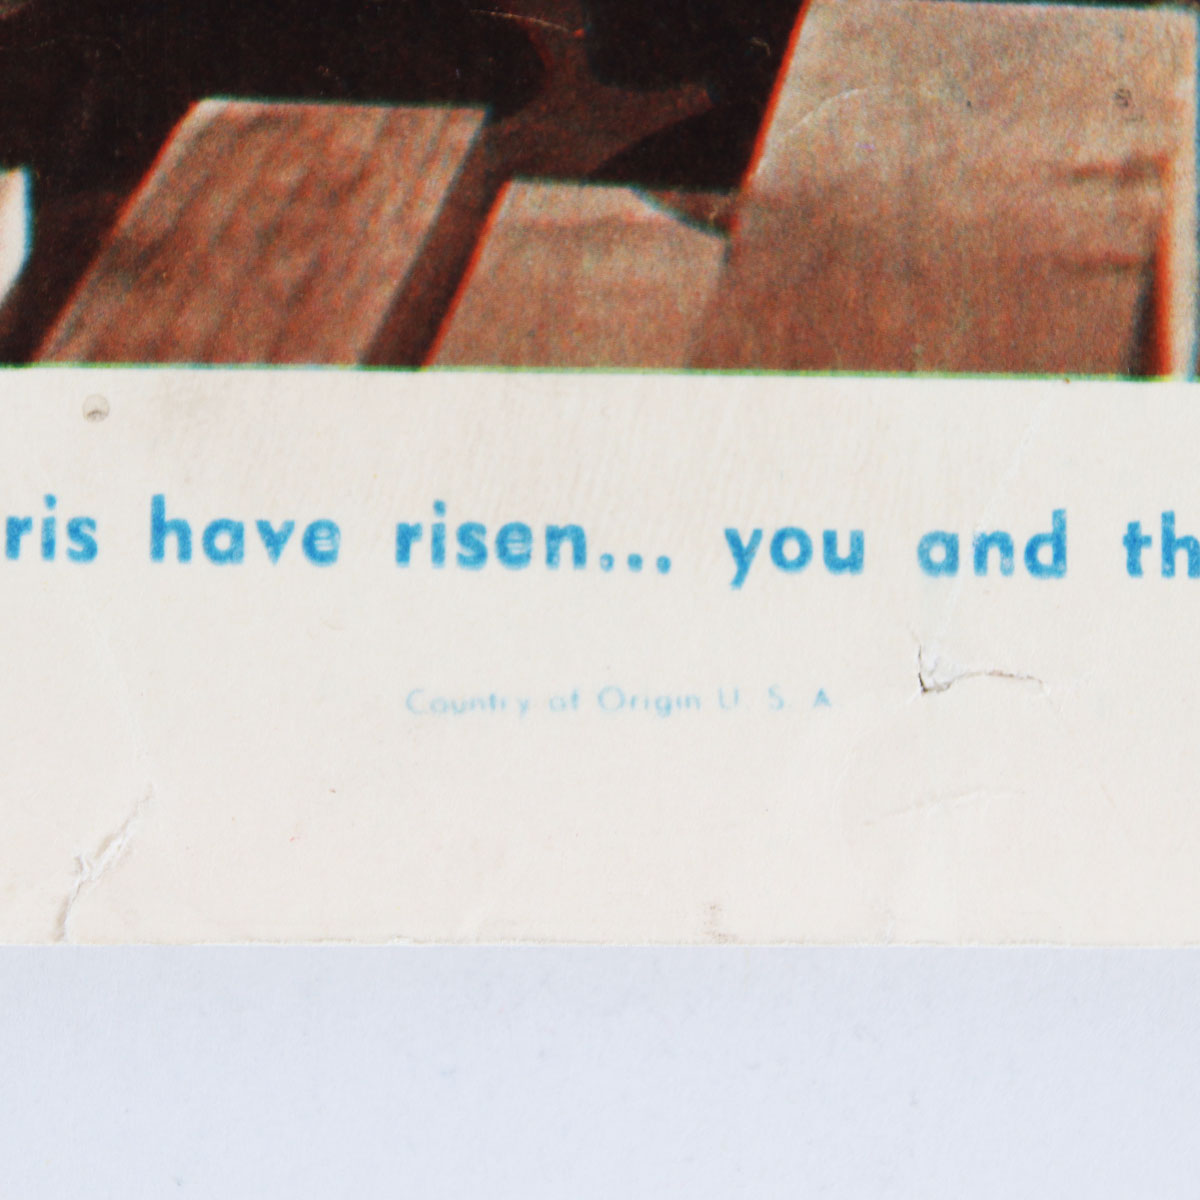 ris have risen... you and th
Country of Origin U. S. A